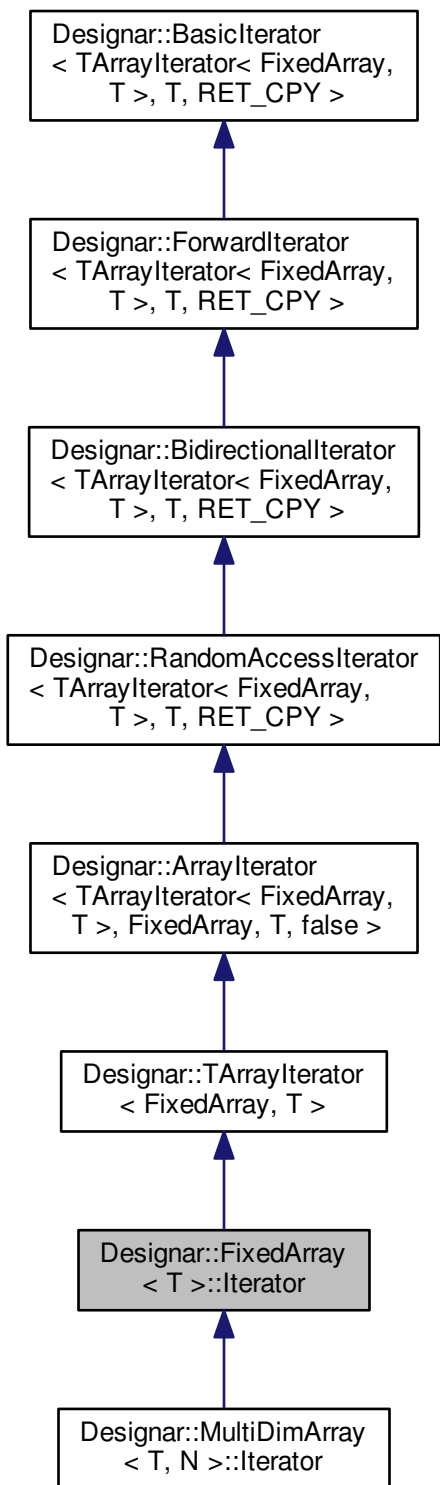 Designar::BasicIterator
< TArrayIterator< FixedArray,
T >, T, RET_CPY >
Designar::ForwardIterator
< TArrayIterator< FixedArray,
T >, T, RET_CPY >
Designar::BidirectionalIterator
< TArrayIterator< FixedArray,
T >, T, RET_CPY >
Designar::RandomAccessIterator
< TArrayIterator< FixedArray,
T >, T, RET_CPY >
Designar::ArrayIterator
< TArrayIterator< FixedArray,
T >, FixedArray, T, false >
Designar::TArrayIterator
< FixedArray, T >
Designar::FixedArray
< T >::Iterator
Designar::MultiDimArray
< T, N >::Iterator